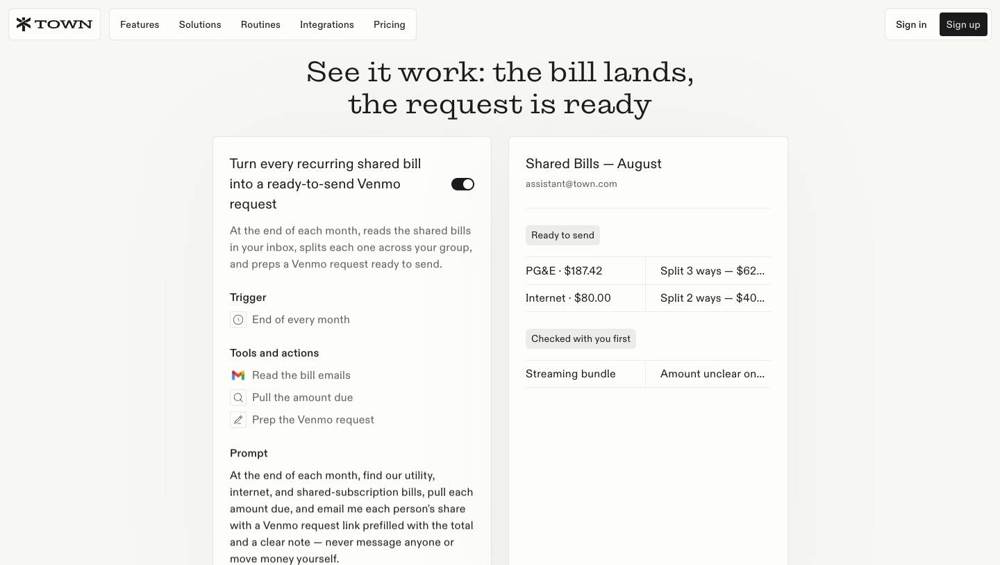 TOWN
Features
Solutions
Routines
Integrations
Pricing
Sign in
Sign up
See it work: the bill lands,
the request is ready
Turn every recurring shared bill
into a ready-to-send Venmo
request
At the end of each month, reads the shared bills
in your inbox, splits each one across your group,
and preps a Venmo request ready to send.
Trigger
End of every month
Tools and actions
Read the bill emails
Pull the amount due
Prep the Venmo request
Prompt
At the end of each month, find our utility,
internet, and shared-subscription bills, pull each
amount due, and email me each person's share
with a Venmo request link prefilled with the total
and a clear note — never message anyone or
move money yourself.
Shared Bills — August
assistant@town.com
Ready to send
PG&E · $187.42
Split 3 ways — $62...
Internet · $80.00
Split 2 ways — $40...
Checked with you first
Streaming bundle
Amount unclear on...